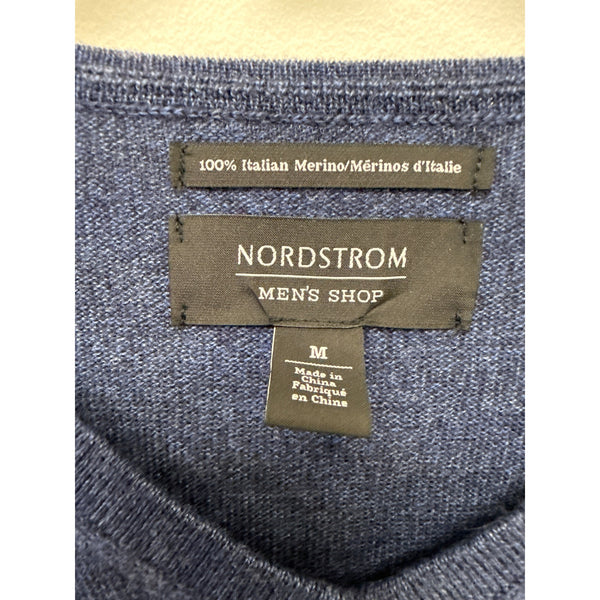 100% Italian Merino/Mérinos d'Italie
NORDSTROM
MEN'S SHOP
M
Made in
China
Fabriqué
en Chine